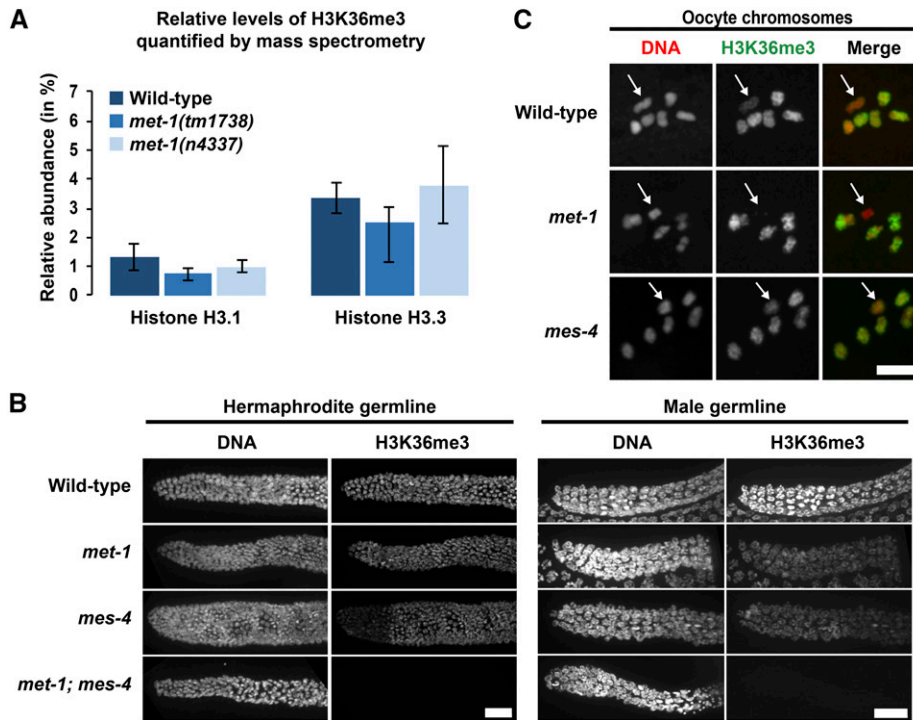 A
Relative levels of H3K36me3
quantified by mass spectrometry
Relative abundance (in %)
7
6
5
4
3
2
1
0
Wild-type
met-1(tm1738)
met-1(n4337)
Histone H3.1
Histone H3.3
C
Oocyte chromosomes
DNA H3K36me3 Merge
Wild-type
met-1
mes-4
B
Hermaphrodite germline Male germline
DNA H3K36me3 DNA H3K36me3
Wild-type
met-1
mes-4
met-1; mes-4